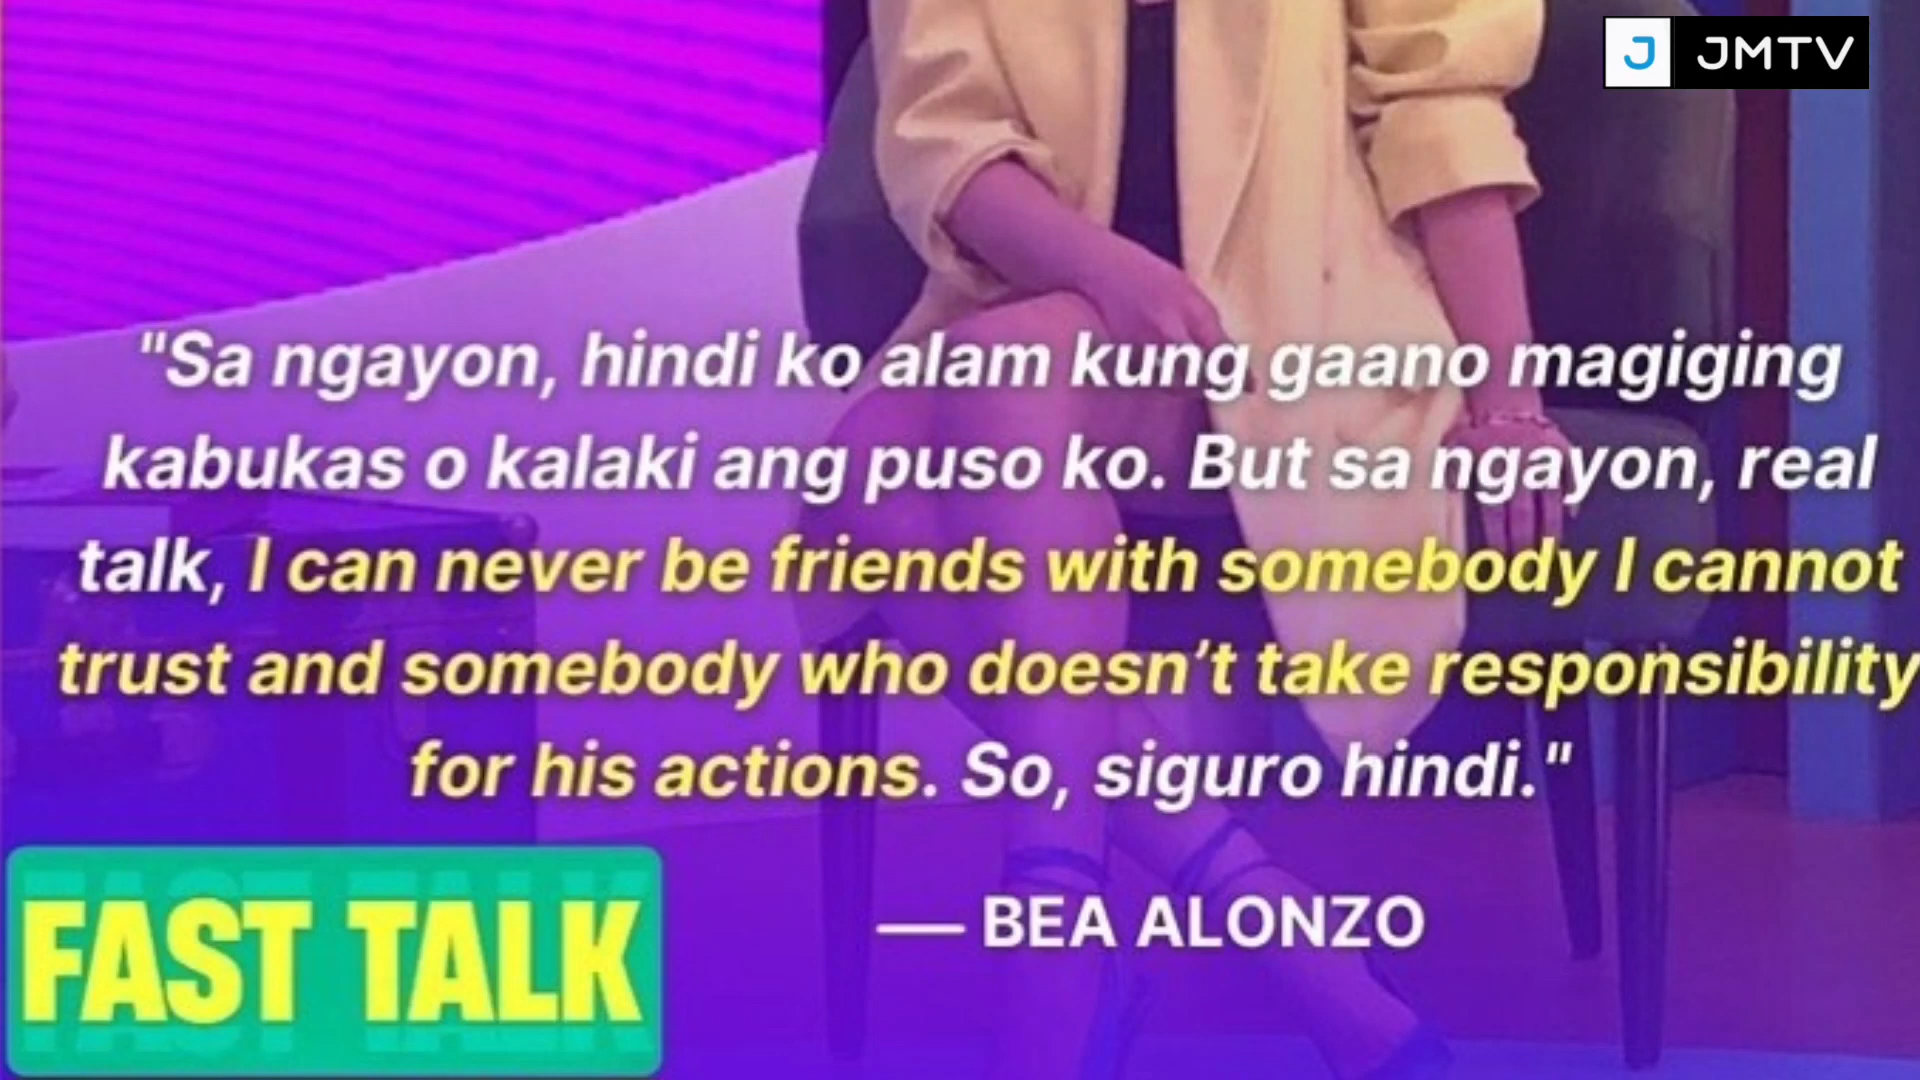 J JMTV
"Sa ngayon, hindi ko alam kung gaano magiging
kabukas o kalaki ang puso ko. But sa ngayon, real
talk, I can never be friends with somebody I cannot
trust and somebody who doesn't take responsibility
for his actions. So, siguro hindi."
— BEA ALONZO
FAST TALK